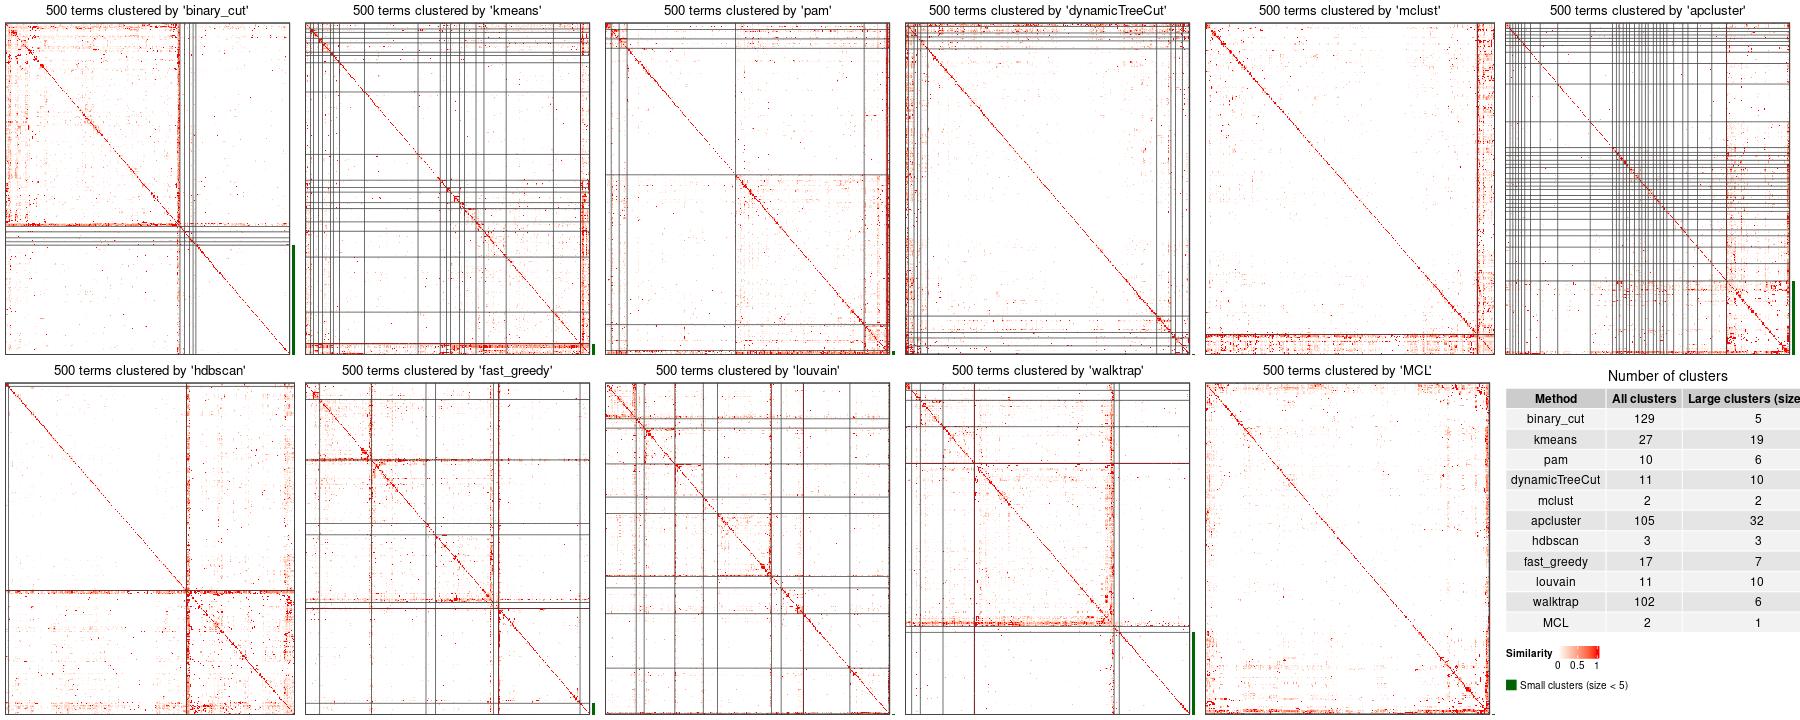 500 terms clustered by 'binary_cut'
500 terms clustered by 'kmeans'
500 terms clustered by 'pam'
500 terms clustered by 'dynamicTreeCut'
500 terms clustered by 'mclust'
500 terms clustered by 'apcluster'
500 terms clustered by 'hdbscan'
500 terms clustered by 'fast_greedy'
500 terms clustered by 'louvain'
500 terms clustered by 'walktrap'
500 terms clustered by 'MCL'
Number of clusters
Method All clusters Large clusters (size
binary_cut 129 5
kmeans 27 19
pam 10 6
dynamicTreeCut 11 10
mclust 2 2
apcluster 105 32
hdbscan 3 3
fast_greedy 17 7
louvain 11 10
walktrap 102 6
MCL 2 1
Similarity
0 0.5 1
Small clusters (size < 5)